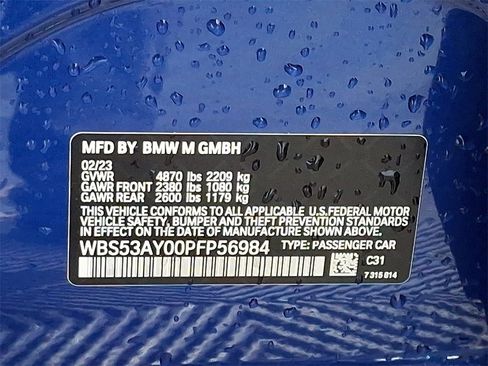 MFD BY BMW M GMBH
02/23
GVWR 4870 lbs 2209 kg
GAWR FRONT 2380 lbs 1080 kg
GAWR REAR 2600 lbs 1179 kg
THIS VEHICLE CONFORMS TO ALL APPLICABLE U.S.FEDERAL MOTOR
VEHICLE SAFETY, BUMPER, AND THEFT PREVENTION STANDARDS
IN EFFECT ON THE DATE OF MANUFACTURE SHOWN ABOVE.
WBS53AY00PFP56984 TYPE: PASSENGER CAR
C31
7 315 814